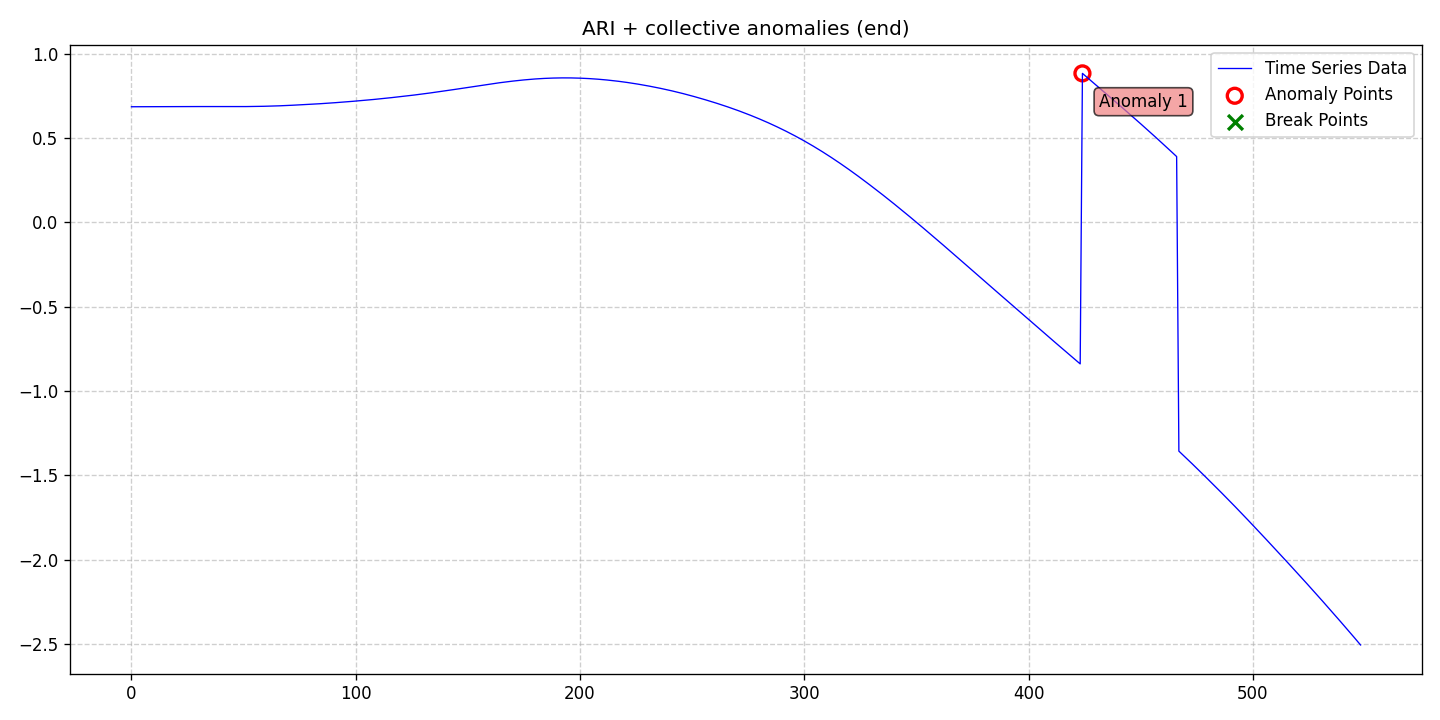 ARI + collective anomalies (end)
1.0
0.5
0.0
−0.5
−1.0
−1.5
−2.0
−2.5
Time Series Data
Anomaly Points
Break Points
Anomaly 1
0 100 200 300 400 500